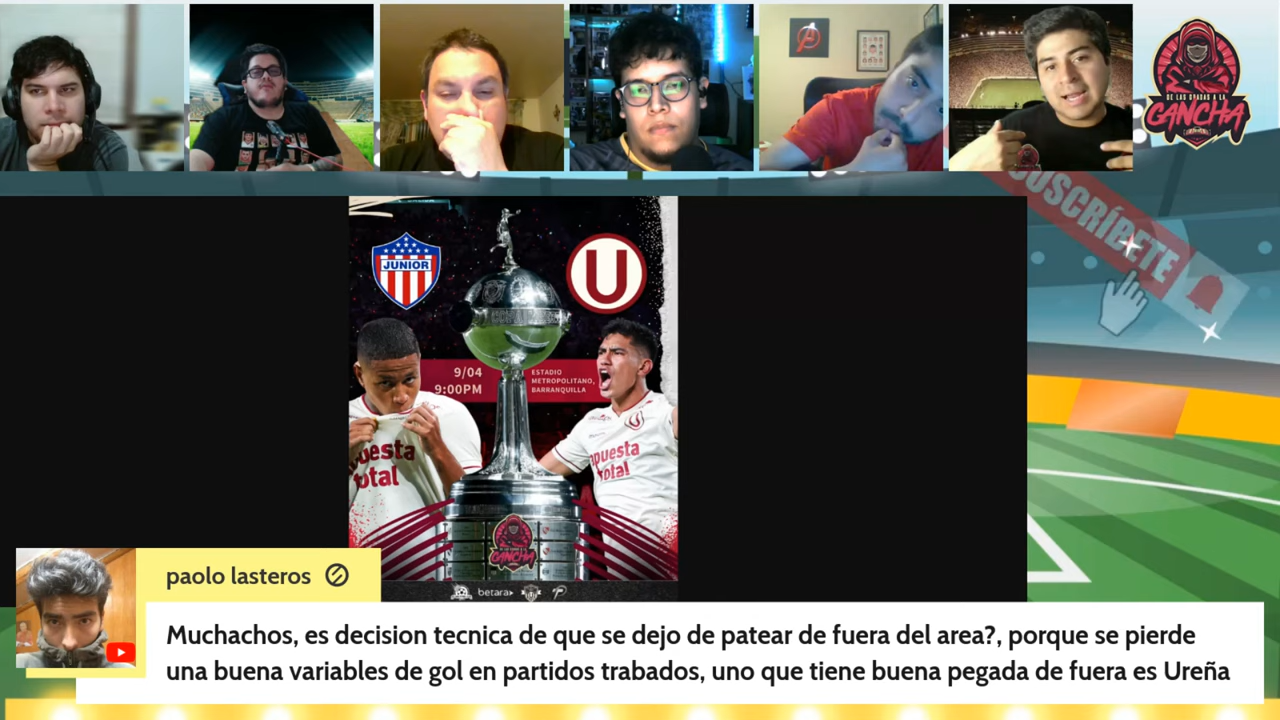 DE LAS GRADAS A LA
CANCHA
SUSCRÍBETE
JUNIOR
U
9/04
9:00PM
ESTADIO
METROPOLITANO,
BARRANQUILLA
apuesta
total
apuesta
total
CANCHA
betara
paolo lasteros
Muchachos, es decision tecnica de que se dejo de patear de fuera del area?, porque se pierde
una buena variables de gol en partidos trabados, uno que tiene buena pegada de fuera es Ureña